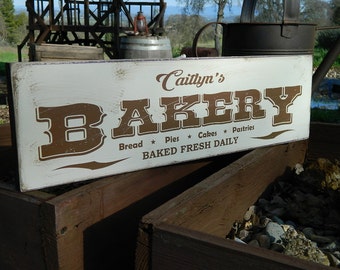 Caitlyn's
BAKERY
Bread ★ Pies ★ Cakes ★ Pastries
BAKED FRESH DAILY